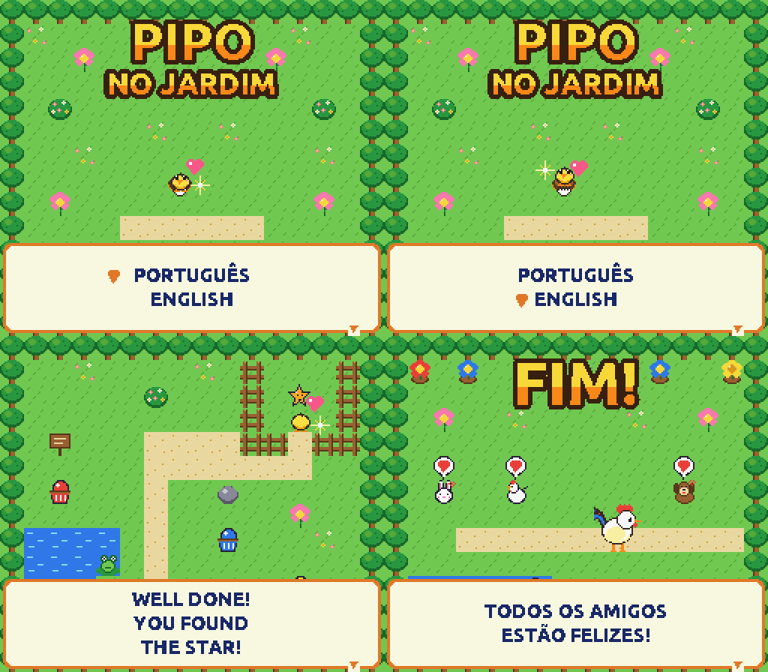 PIPO
NO JARDIM
PORTUGUÊS
ENGLISH
PIPO
NO JARDIM
PORTUGUÊS
ENGLISH
WELL DONE!
YOU FOUND
THE STAR!
FIM!
TODOS OS AMIGOS
ESTÃO FELIZES!